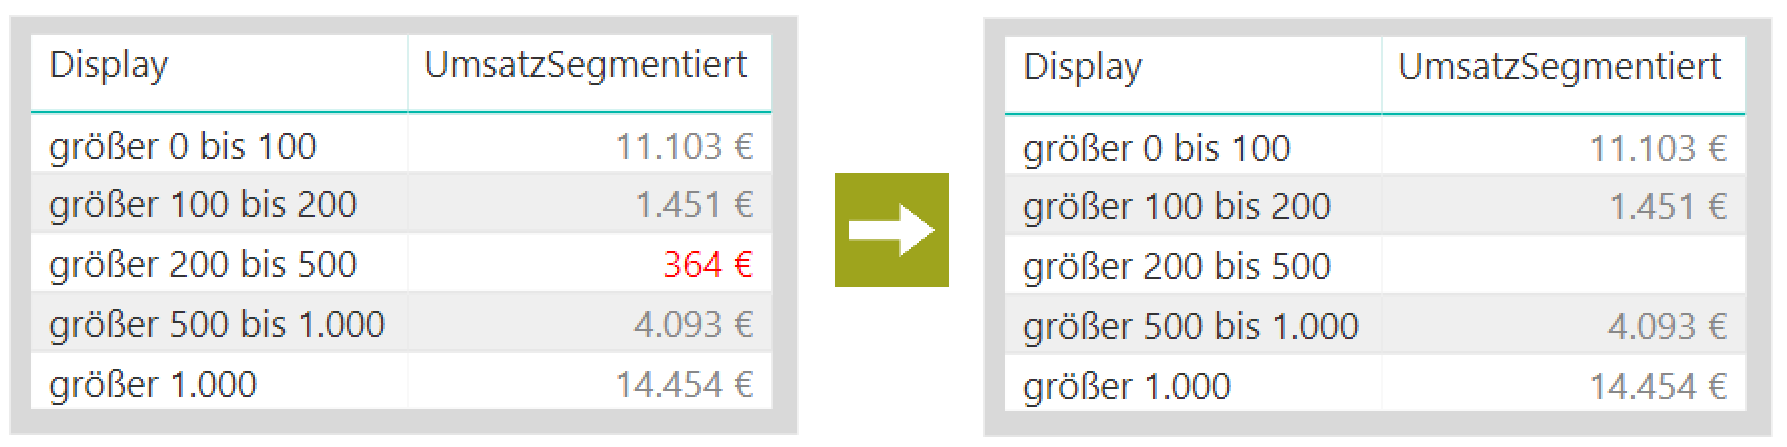 Display UmsatzSegmentiert
größer 0 bis 100 11.103 €
größer 100 bis 200 1.451 €
größer 200 bis 500 364 €
größer 500 bis 1.000 4.093 €
größer 1.000 14.454 €
Display UmsatzSegmentiert
größer 0 bis 100 11.103 €
größer 100 bis 200 1.451 €
größer 200 bis 500
größer 500 bis 1.000 4.093 €
größer 1.000 14.454 €